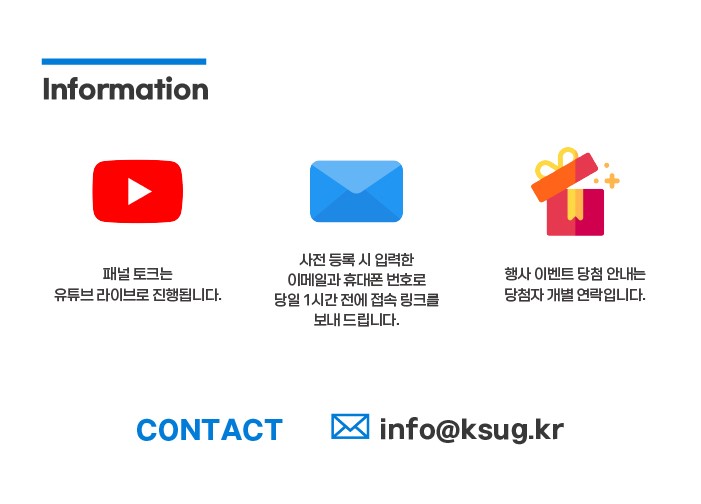 Information
패널 토크는
유튜브 라이브로 진행됩니다.
사전 등록 시 입력한
이메일과 휴대폰 번호로
당일 1시간 전에 접속 링크를
보내 드립니다.
행사 이벤트 당첨 안내는
당첨자 개별 연락입니다.
CONTACT info@ksug.kr